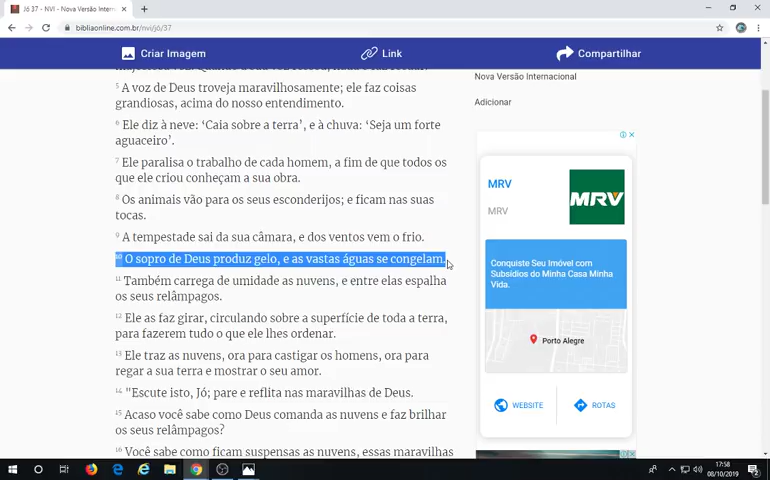 Jó 37 - NVI - Nova Versão Intern
bibliaonline.com.br/nvi/jó/37
Criar Imagem
Link
Compartilhar
5 A voz de Deus troveja maravilhosamente; ele faz coisas
grandiosas, acima do nosso entendimento.
6 Ele diz à neve: ‘Caia sobre a terra’, e à chuva: ‘Seja um forte
aguaceiro’.
7 Ele paralisa o trabalho de cada homem, a fim de que todos os
que ele criou conheçam a sua obra.
8 Os animais vão para os seus esconderijos; e ficam nas suas
tocas.
9 A tempestade sai da sua câmara, e dos ventos vem o frio.
10 O sopro de Deus produz gelo, e as vastas águas se congelam.
11 Também carrega de umidade as nuvens, e entre elas espalha
os seus relâmpagos.
12 Ele as faz girar, circulando sobre a superfície de toda a terra,
para fazerem tudo o que ele lhes ordenar.
13 Ele traz as nuvens, ora para castigar os homens, ora para
regar a sua terra e mostrar o seu amor.
14 "Escute isto, Jó; pare e reflita nas maravilhas de Deus.
15 Acaso você sabe como Deus comanda as nuvens e faz brilhar
os seus relâmpagos?
16 Você sabe como ficam suspensas as nuvens, essas maravilhas
Nova Versão Internacional
Adicionar
MRV
MRV
MRV
Conquiste Seu Imóvel com
Subsídios do Minha Casa Minha
Vida.
Porto Alegre
WEBSITE
ROTAS
17:58
08/10/2019
2